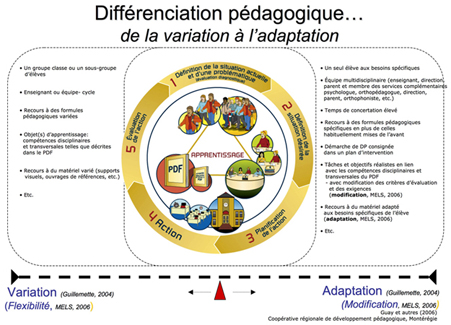 Différenciation pédagogique…
de la variation à l'adaptation
• Un groupe classe ou un sous-groupe
d'élèves
• Enseignant ou équipe- cycle
• Recours à des formules
pédagogiques variées
• Objet(s) d'apprentissage:
compétences disciplinaires
et transversales telles que décrites
dans le PDF
• Recours à du matériel varié (supports
visuels, ouvrages de références, etc.)
• Etc.
1 Définition de la situation actuelle
et d'une problématique
(évaluation diagnostique)
2 Définition de la
situation désirée
3 Planification de
l'action
4 Action
5 Évaluation
de l'action
APPRENTISSAGE
PDF
• Un seul élève aux besoins spécifiques
• Équipe multidisciplinaire (enseignant, direction,
parent et membre des services complémentaires
psychologue, orthopédagogue, direction,
parent, orthophoniste, etc.)
• Temps de concertation élevé
• Recours à des formules pédagogiques
spécifiques en plus de celles
habituellement mises de l'avant
• Démarche de PDF consignée
dans un plan d'intervention
• Tâches et objectifs réalistes en lien
avec les compétences disciplinaires et
transversales du PDF
– avec modification des critères d'évaluation
et des exigences
(modification, MELS, 2006)
• Recours à du matériel adapté
aux besoins spécifiques de l'élève
(adaptation, MELS, 2006)
• Etc.
Variation (Guillemette, 2004)
(Flexibilité, MELS, 2006)
Adaptation (Guillemette, 2004)
(Modification, MELS, 2006)
Guay et autres (2006)
Coopérative régionale de développement pédagogique, Montérégie